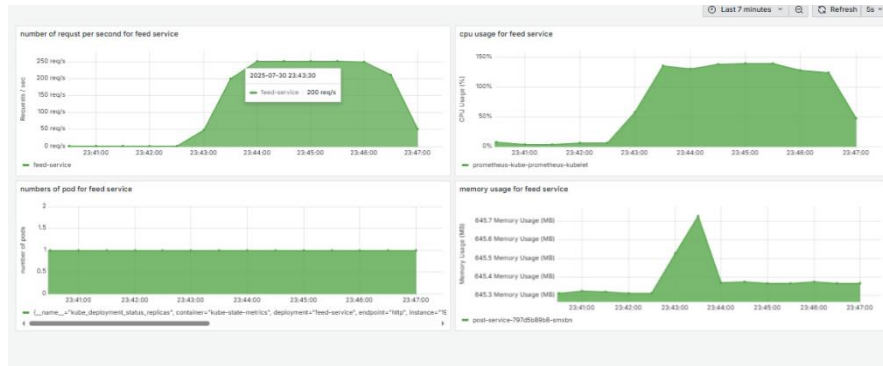 Last 7 minutes
Refresh 5s
number of requst per second for feed service
Requests / sec
250 req/s
200 req/s
150 req/s
100 req/s
50 req/s
0 req/s
2025-07-30 23:43:30
feed-service 200 req/s
23:41:00 23:42:00 23:43:00 23:44:00 23:45:00 23:46:00 23:47:00
feed-service
cpu usage for feed service
CPU Usage (%)
150%
100%
50%
0%
23:41:00 23:42:00 23:43:00 23:44:00 23:45:00 23:46:00 23:47:00
prometheus-kube-prometheus-kubelet
numbers of pod for feed service
number of pods
2
1.5
1
0.5
0
23:41:00 23:42:00 23:43:00 23:44:00 23:45:00 23:46:00 23:47:00
{__name__="kube_deployment_status_replicas", container="kube-state-metrics", deployment="feed-service", endpoint="http", instance=
memory usage for feed service
Memory Usage (MB)
645.7 Memory Usage (MB)
645.6 Memory Usage (MB)
645.5 Memory Usage (MB)
645.4 Memory Usage (MB)
645.3 Memory Usage (MB)
23:41:00 23:42:00 23:43:00 23:44:00 23:45:00 23:46:00 23:47:00